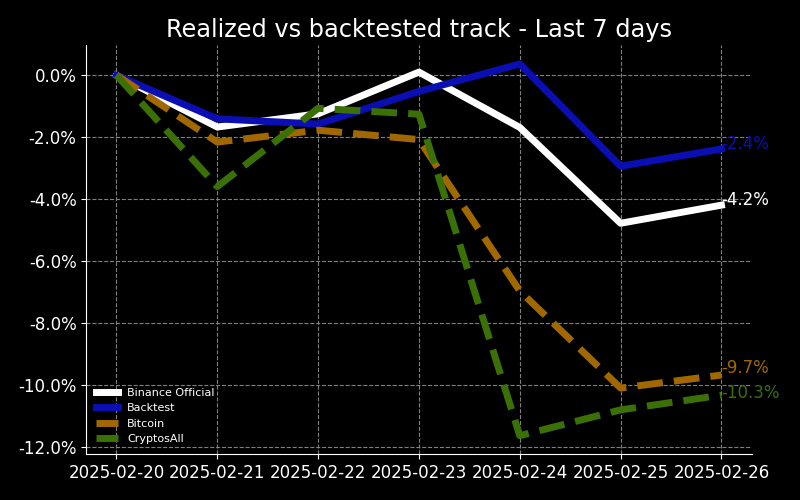 Realized vs backtested track - Last 7 days
0.0%
-2.0%
-4.0%
-6.0%
-8.0%
-10.0%
-12.0%
-2.4%
-4.2%
-9.7%
-10.3%
Binance Official
Backtest
Bitcoin
CryptosAll
2025-02-20 2025-02-21 2025-02-22 2025-02-23 2025-02-24 2025-02-25 2025-02-26